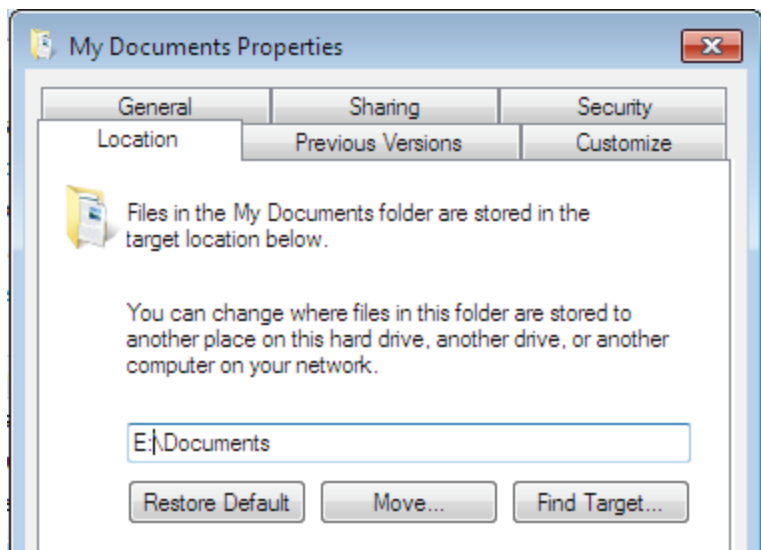 My Documents Properties
General Sharing Security
Location Previous Versions Customize
Files in the My Documents folder are stored in the
target location below.
You can change where files in this folder are stored to
another place on this hard drive, another drive, or another
computer on your network.
E:\Documents
Restore Default Move... Find Target...